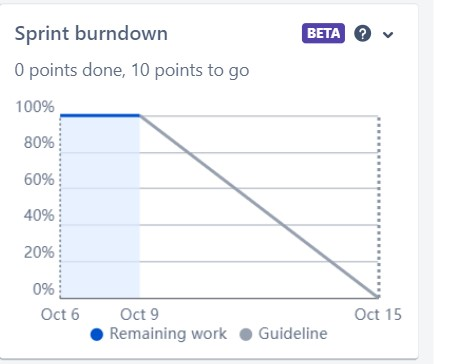 Sprint burndown BETA ?
0 points done, 10 points to go
100%
80%
60%
40%
20%
0%
Oct 6 Oct 9 Oct 15
Remaining work Guideline